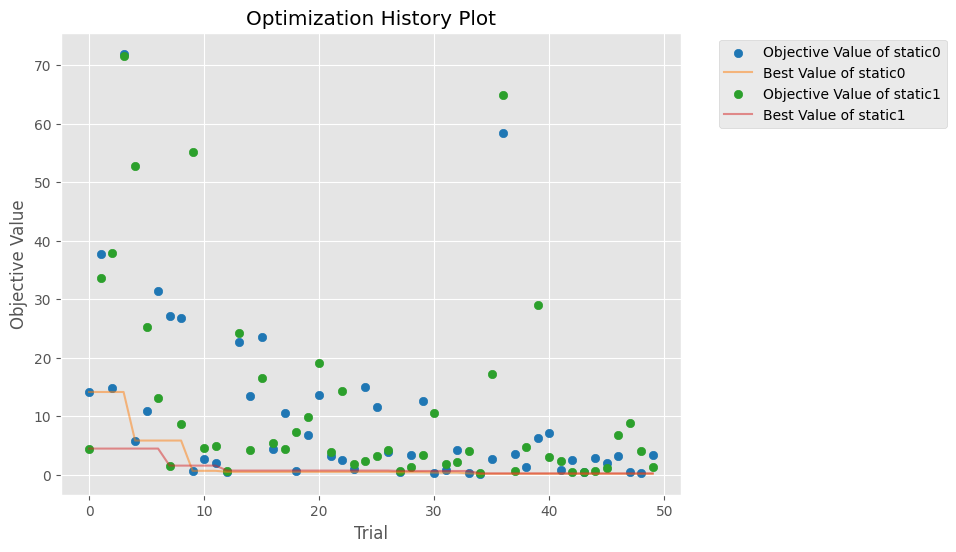 Optimization History Plot
Objective Value
70
60
50
40
30
20
10
0
0 10 20 30 40 50
Trial
Objective Value of static0
Best Value of static0
Objective Value of static1
Best Value of static1